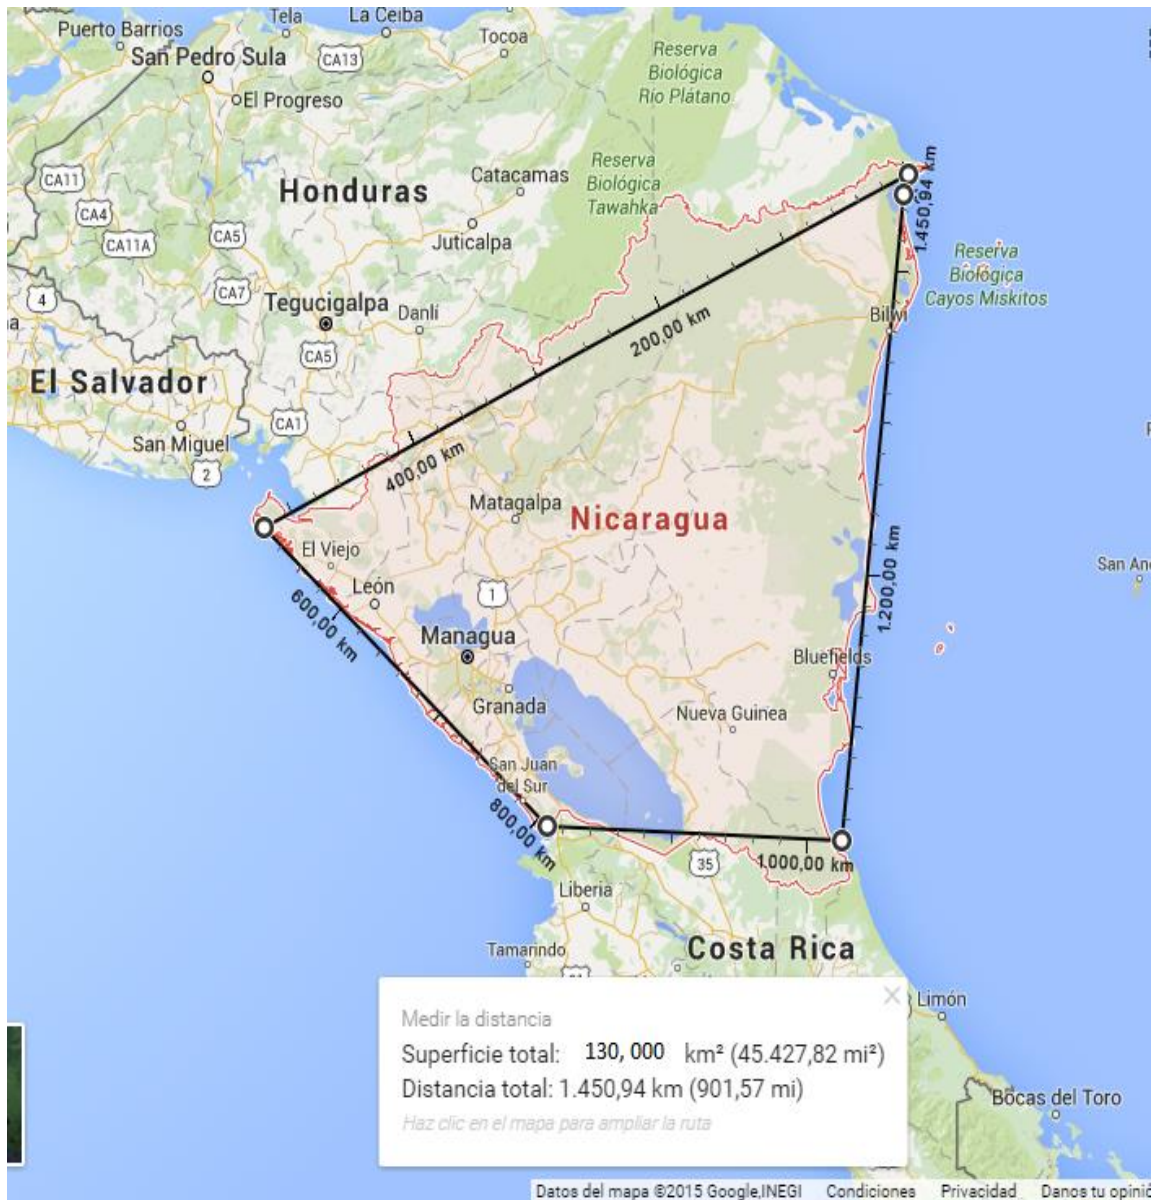 Tela
La Ceiba
Puerto Barrios
Tocoa
San Pedro Sula
CA13
El Progreso
Reserva
Biológica
Río Plátano
CA11
Honduras
Catacamas
Reserva
Biológica
Tawahka
CA4
CA11A
CA5
Juticalpa
1.450,94 km
Reserva
Biológica
Cayos Miskitos
4
CA7
Tegucigalpa
Danlí
200,00 km
Bilwi
CA5
El Salvador
CA1
San Miguel
2
400,00 km
Matagalpa
Nicaragua
El Viejo
León
1
600,00 km
1.200,00 km
San An
Managua
Bluefields
Granada
Nueva Guinea
San Juan
del Sur
800,00 km
35
1.000,00 km
Liberia
Costa Rica
Tamarindo
Limón
Medir la distancia
Superficie total: 130,000 km² (45.427,82 mi²)
Distancia total: 1.450,94 km (901,57 mi)
Haz clic en el mapa para ampliar la ruta
Bocas del Toro
Datos del mapa ©2015 Google,INEGI Condiciones Privacidad Danos tu opinió